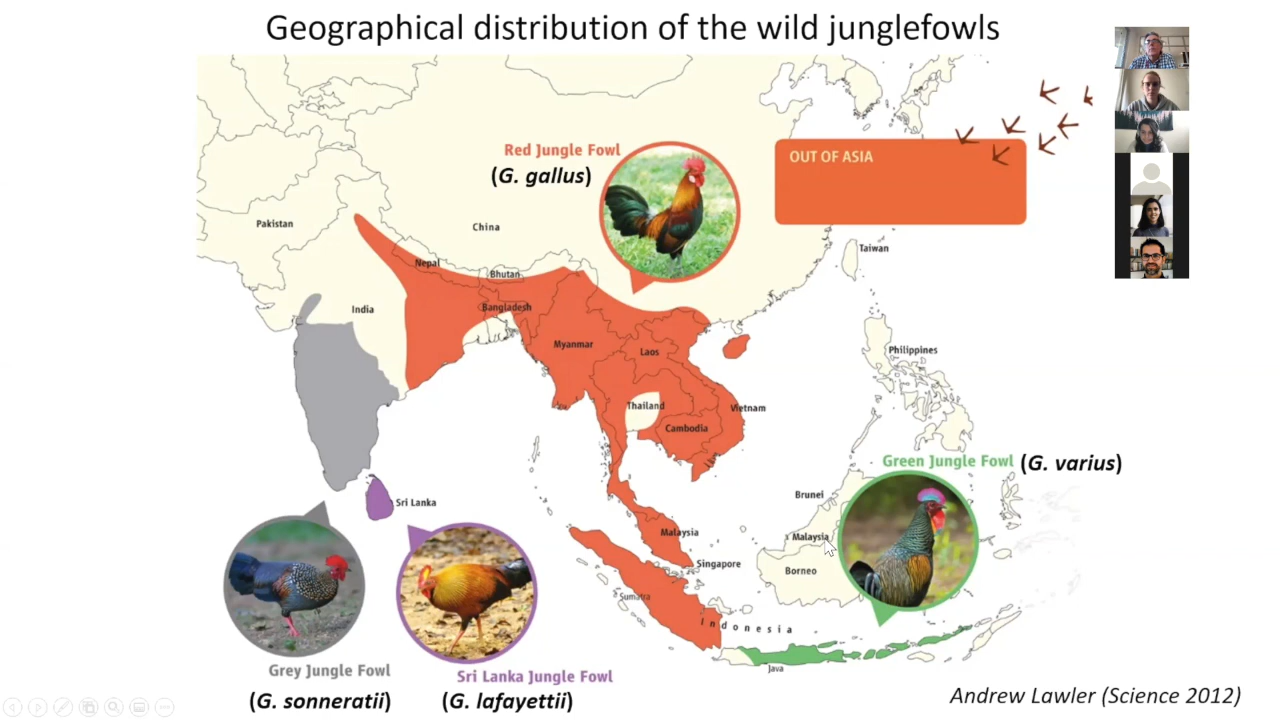 Geographical distribution of the wild junglefowls
Red Jungle Fowl
(G. gallus)
OUT OF ASIA
Pakistan
China
Taiwan
Nepal
Bhutan
India
Bangladesh
Myanmar
Laos
Philippines
Thailand
Vietnam
Cambodia
Green Jungle Fowl (G. varius)
Brunei
Sri Lanka
Malaysia
Malaysia
Singapore
Borneo
Sumatra
Indonesia
Java
Grey Jungle Fowl
(G. sonneratii)
Sri Lanka Jungle Fowl
(G. lafayettii)
Andrew Lawler (Science 2012)